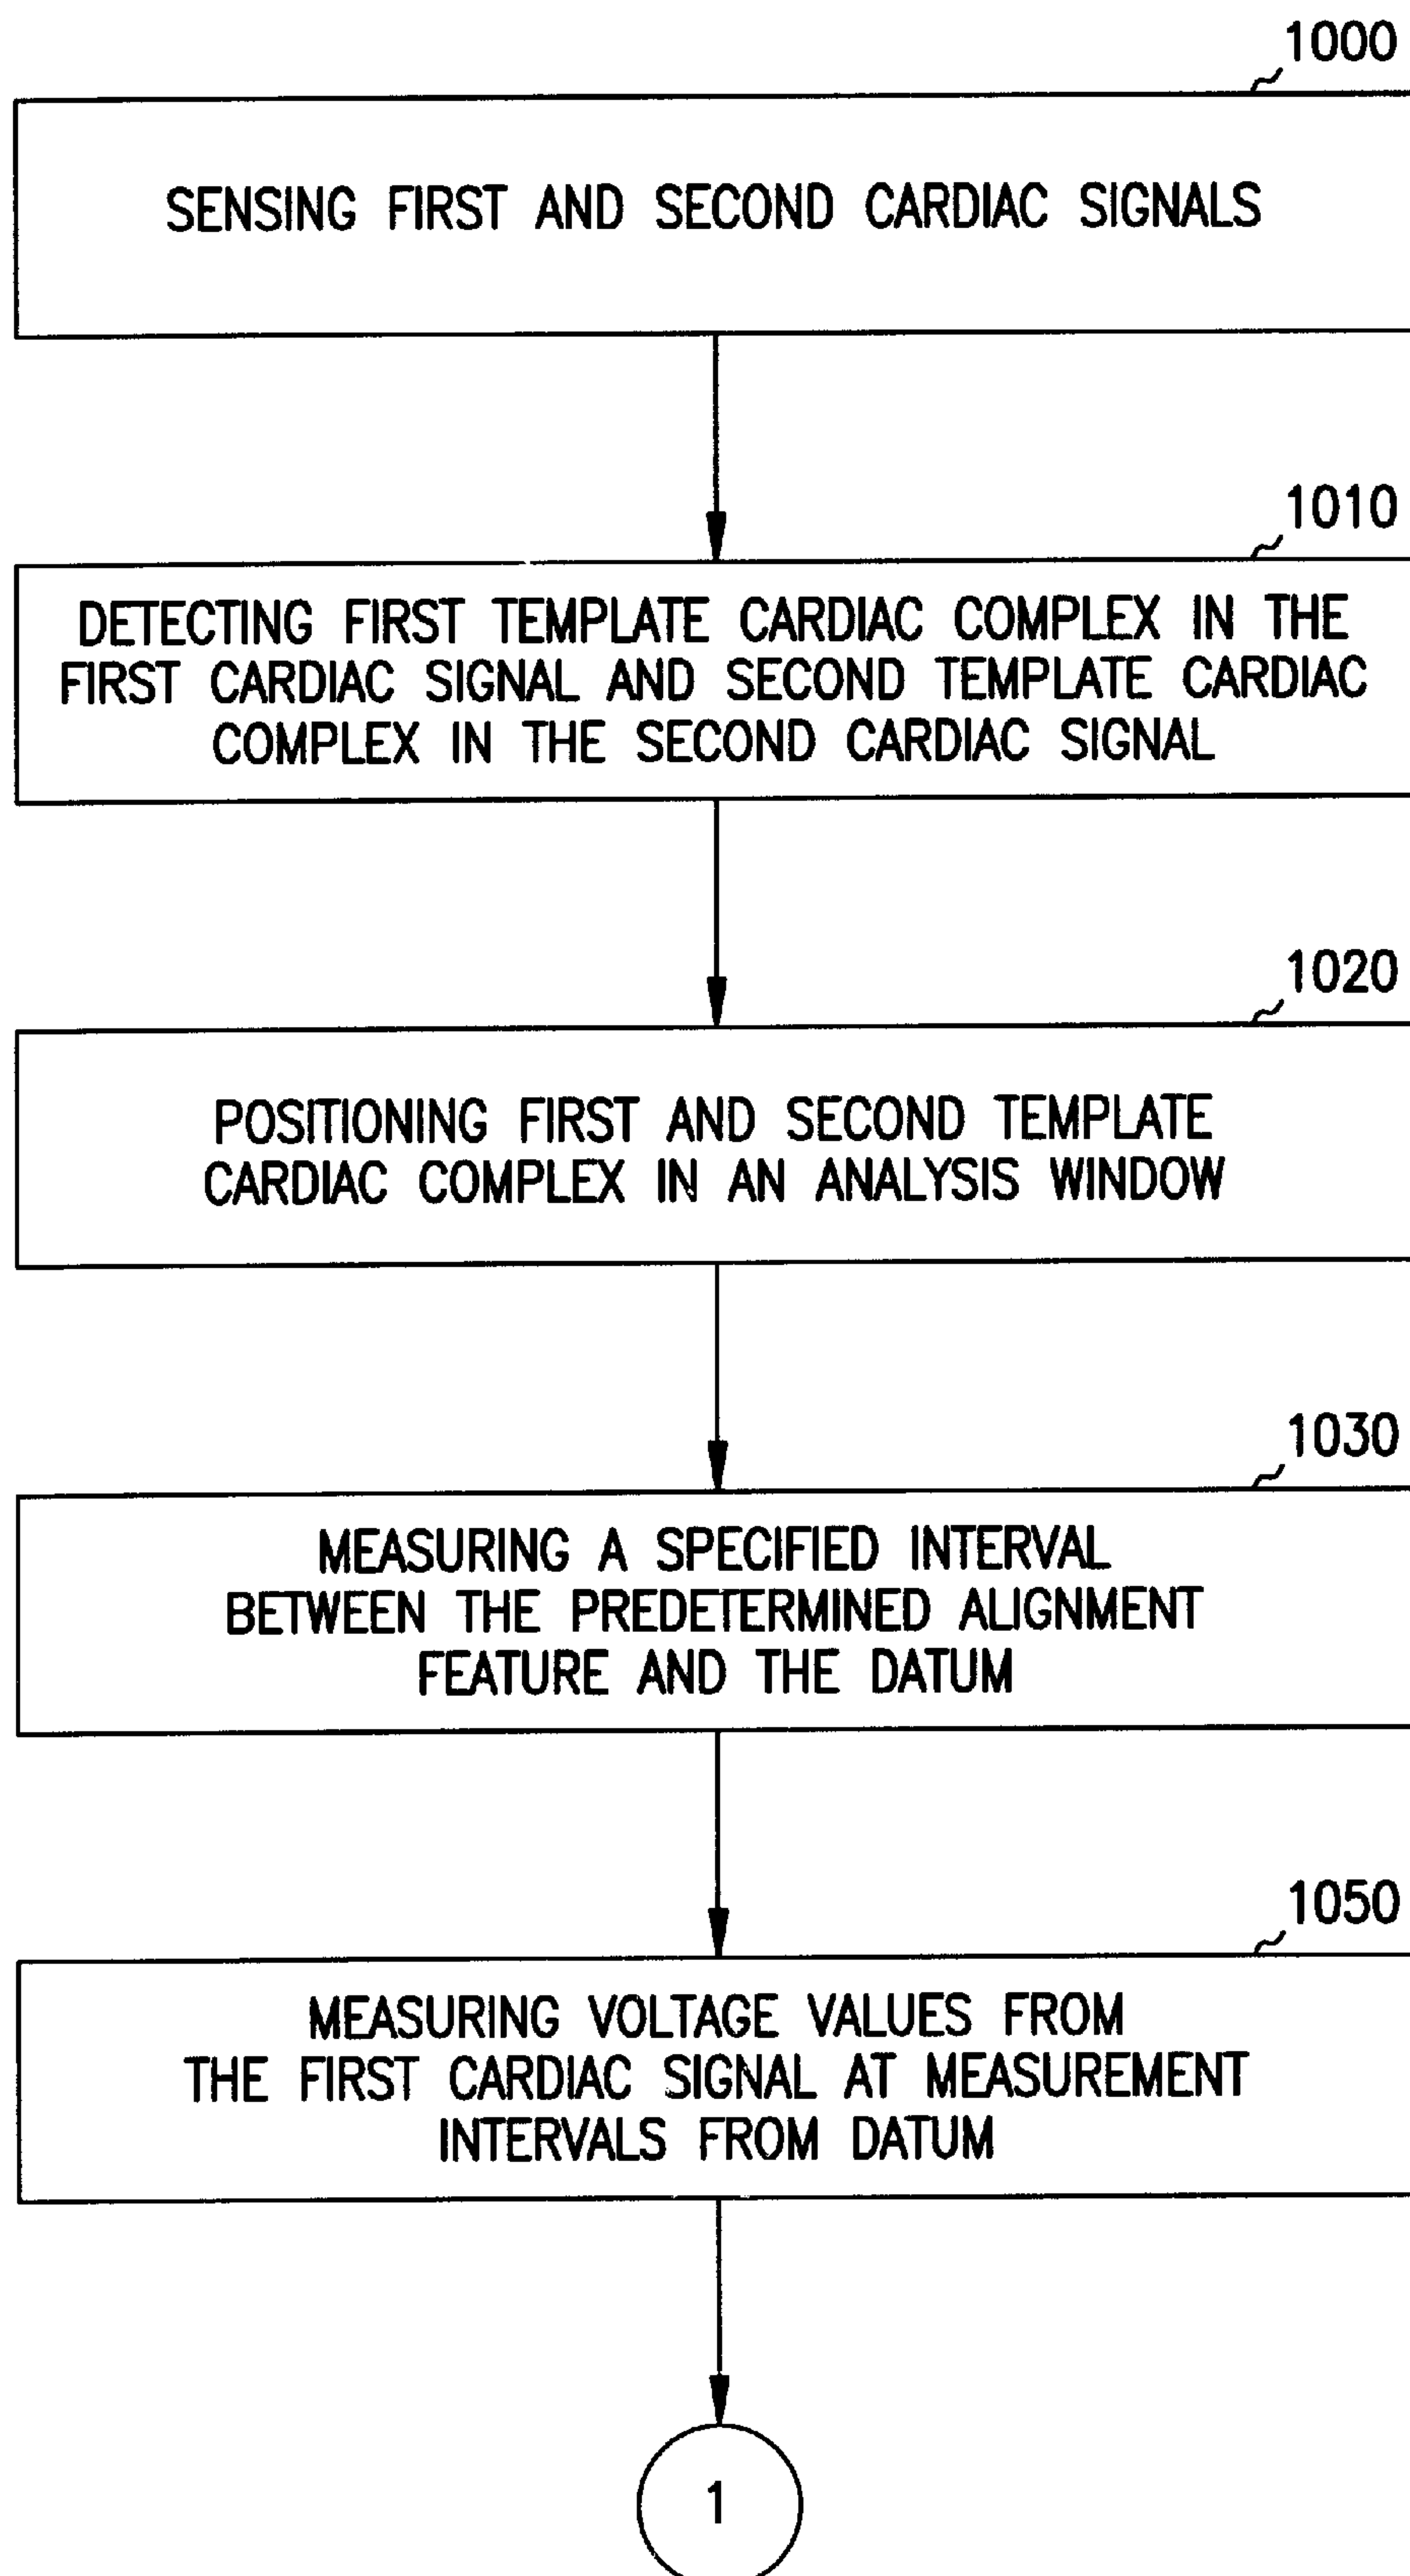 1000
SENSING FIRST AND SECOND CARDIAC SIGNALS
1010
DETECTING FIRST TEMPLATE CARDIAC COMPLEX IN THE
FIRST CARDIAC SIGNAL AND SECOND TEMPLATE CARDIAC
COMPLEX IN THE SECOND CARDIAC SIGNAL
1020
POSITIONING FIRST AND SECOND TEMPLATE
CARDIAC COMPLEX IN AN ANALYSIS WINDOW
1030
MEASURING A SPECIFIED INTERVAL
BETWEEN THE PREDETERMINED ALIGNMENT
FEATURE AND THE DATUM
1050
MEASURING VOLTAGE VALUES FROM
THE FIRST CARDIAC SIGNAL AT MEASUREMENT
INTERVALS FROM DATUM
1